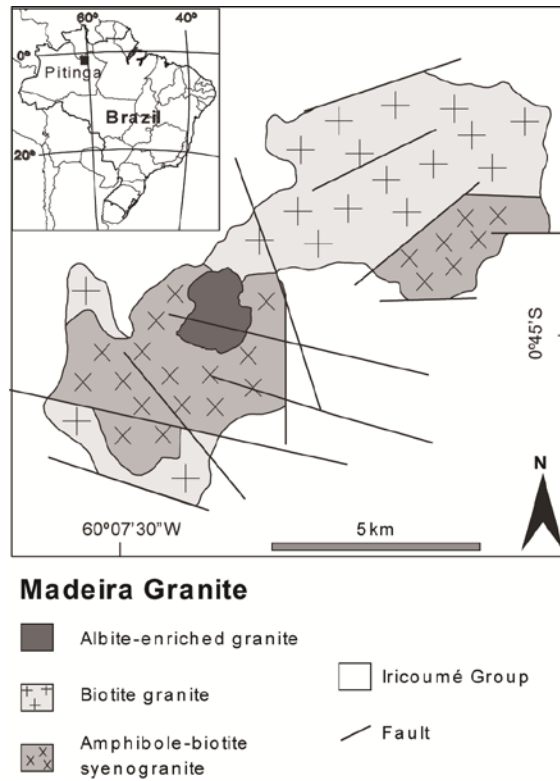 60° 40°
0°
Pitinga
Brazil
20°
0°45'S
N
60°07'30"W
5 km
Madeira Granite
Albite-enriched granite
Biotite granite
Iricoumé Group
Amphibole-biotite
syenogranite
Fault